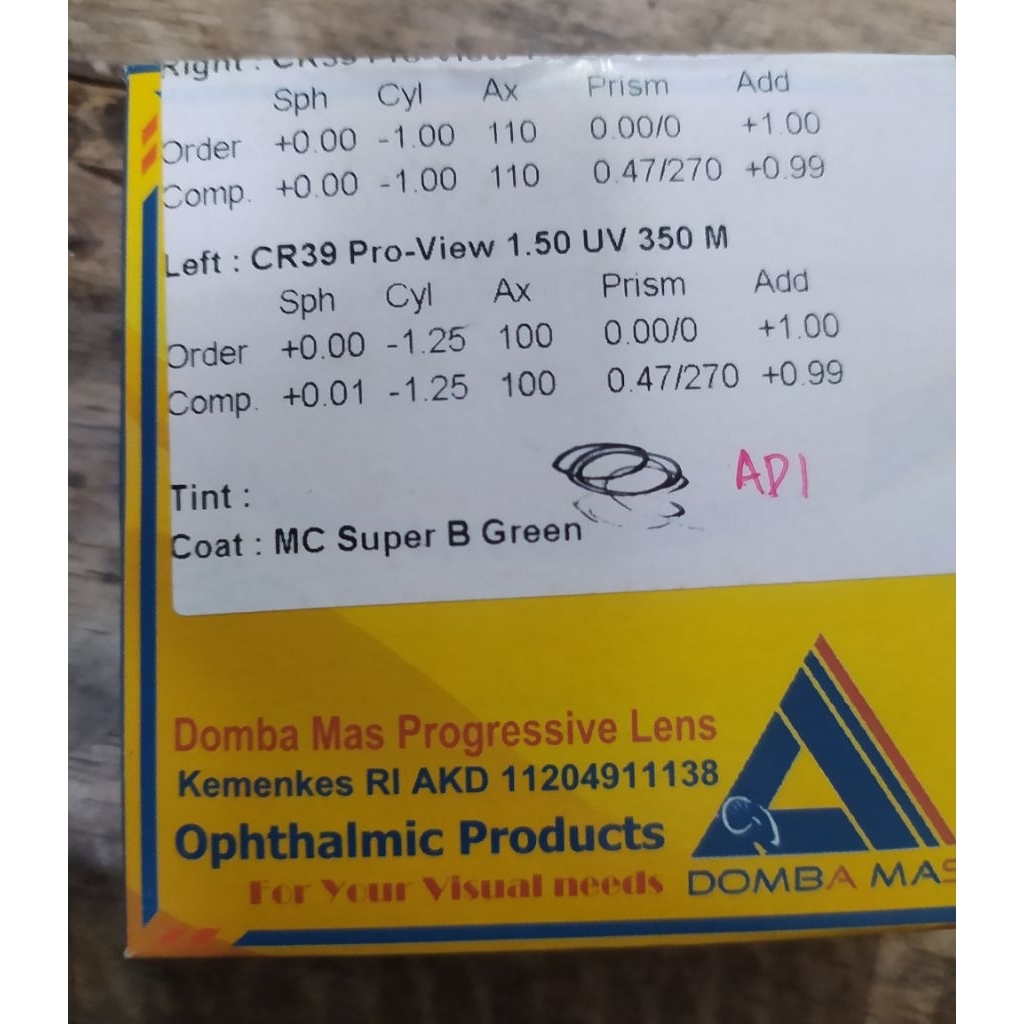 Right : CR39 Pro-View
Sph Cyl Ax Prism Add
Order +0.00 -1.00 110 0.00/0 +1.00
Comp. +0.00 -1.00 110 0.47/270 +0.99
Left : CR39 Pro-View 1.50 UV 350 M
Sph Cyl Ax Prism Add
Order +0.00 -1.25 100 0.00/0 +1.00
Comp. +0.01 -1.25 100 0.47/270 +0.99
ADI
Tint :
Coat : MC Super B Green
Domba Mas Progressive Lens
Kemenkes RI AKD 11204911138
Ophthalmic Products
For Your Visual needs
DOMBA MAS